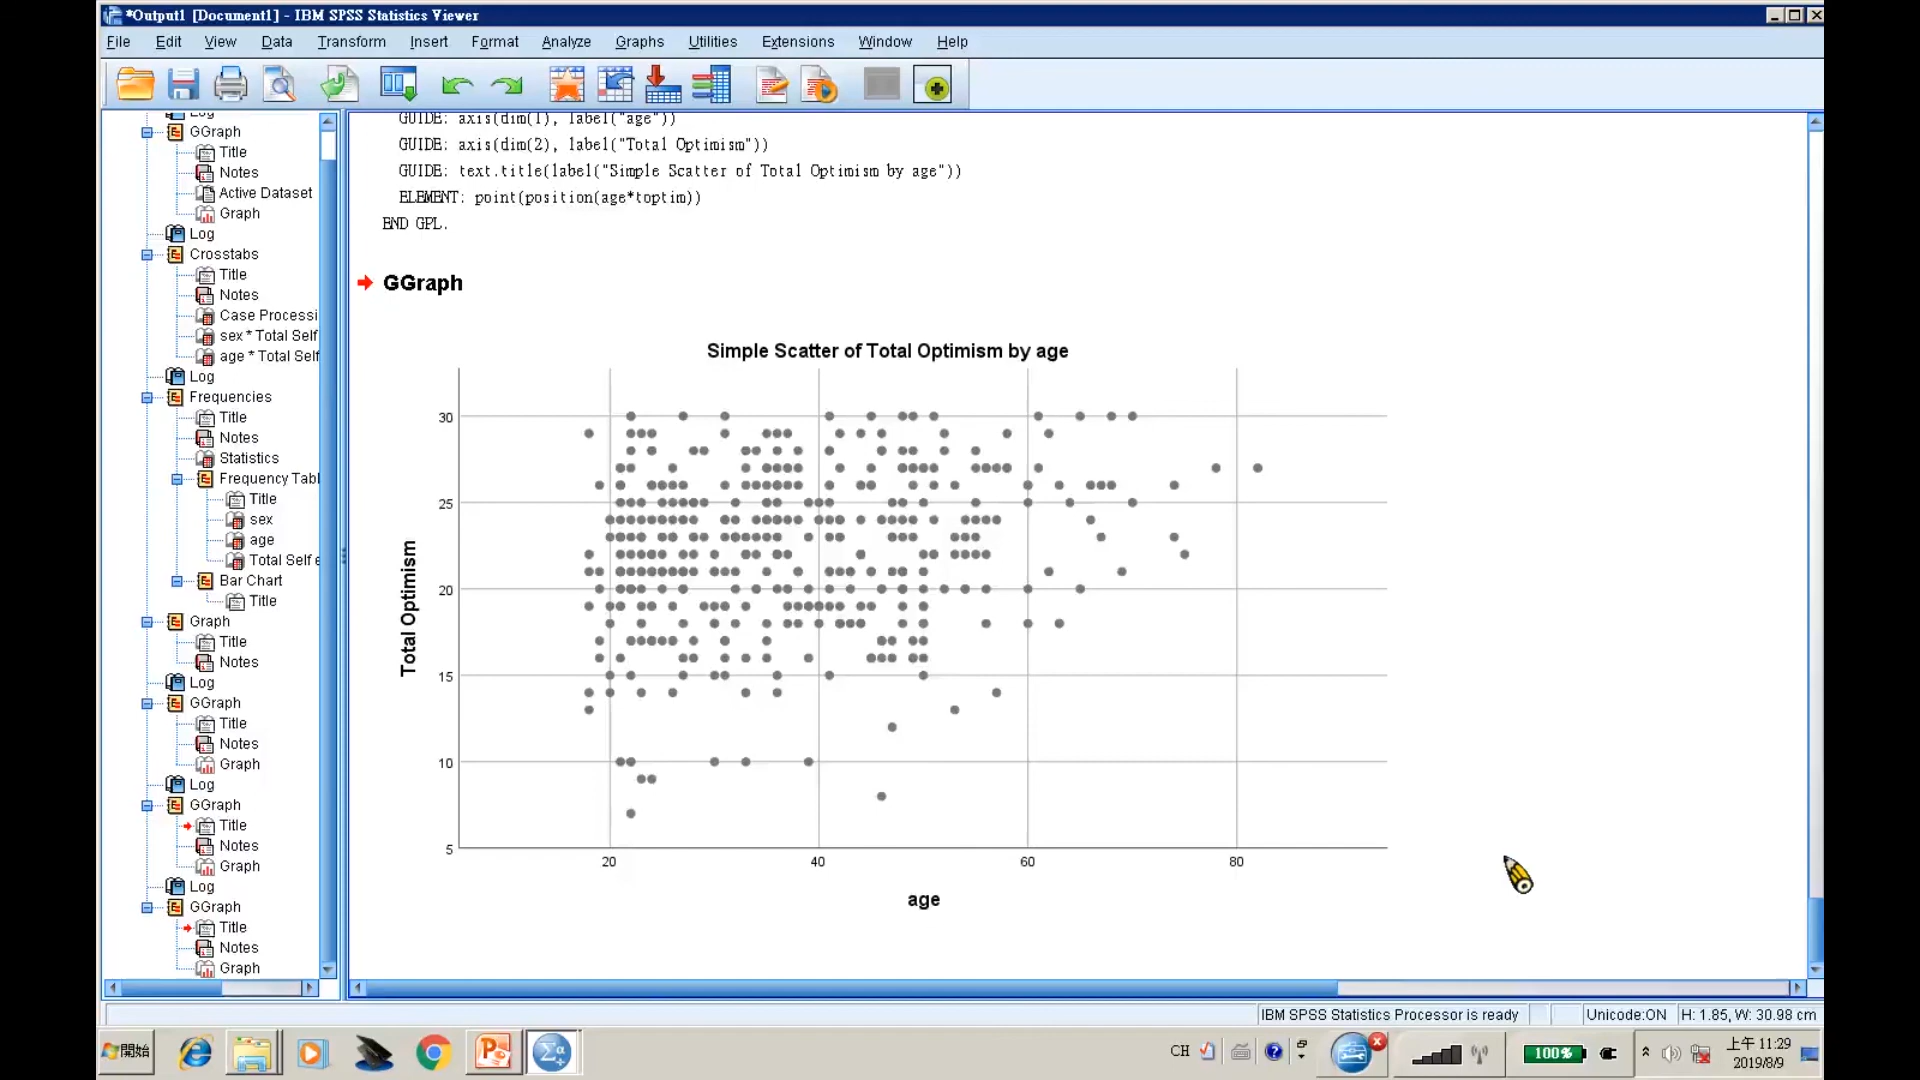 *Output1 [Document1] - IBM SPSS Statistics Viewer
File Edit View Data Transform Insert Format Analyze Graphs Utilities Extensions Window Help
Log
GGraph
Title
Notes
Active Dataset
Graph
Log
Crosstabs
Title
Notes
Case Processi
sex * Total Self
age * Total Self
Log
Frequencies
Title
Notes
Statistics
Frequency Tabl
Title
sex
age
Total Self e
Bar Chart
Title
Graph
Title
Notes
Log
GGraph
Title
Notes
Graph
Log
GGraph
Title
Notes
Graph
Log
GGraph
Title
Notes
Graph
GUIDE: axis(dim(1), label("age"))
GUIDE: axis(dim(2), label("Total Optimism"))
GUIDE: text.title(label("Simple Scatter of Total Optimism by age"))
ELEMENT: point(position(age*toptim))
END GPL.
GGraph
Simple Scatter of Total Optimism by age
Total Optimism
30
25
20
15
10
5
20 40 60 80
age
IBM SPSS Statistics Processor is ready Unicode:ON H: 1.85, W: 30.98 cm
開始 CH 100% 上午 11:29
2019/8/9